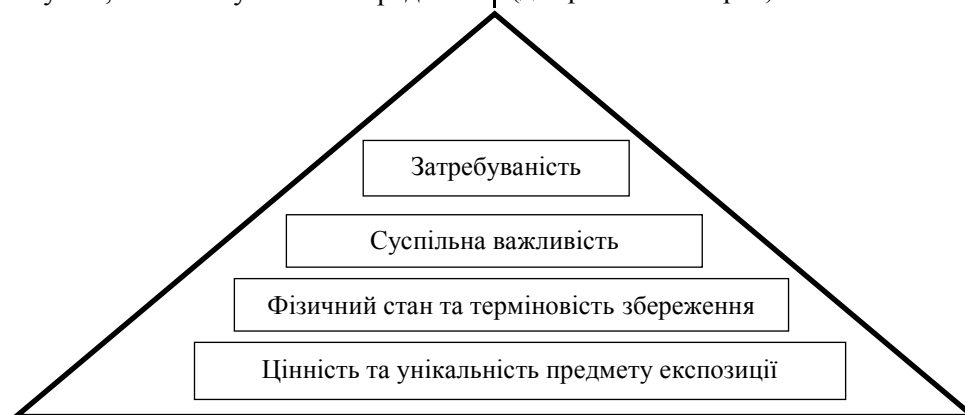 Затребуваність
Суспільна важливість
Фізичний стан та терміновість збереження
Цінність та унікальність предмету експозиції